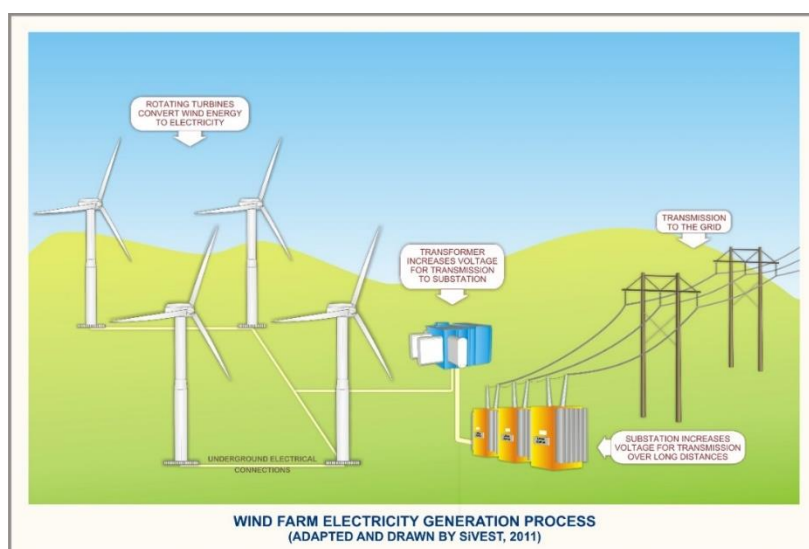 ROTATING TURBINES
CONVERT WIND ENERGY
TO ELECTRICITY
TRANSMISSION
TO THE GRID
TRANSFORMER
INCREASES VOLTAGE
FOR TRANSMISSION
TO SUBSTATION
SUBSTATION INCREASES
VOLTAGE FOR TRANSMISSION
OVER LONG DISTANCES
UNDERGROUND ELECTRICAL
CONNECTIONS
WIND FARM ELECTRICITY GENERATION PROCESS
(ADAPTED AND DRAWN BY SiVEST, 2011)